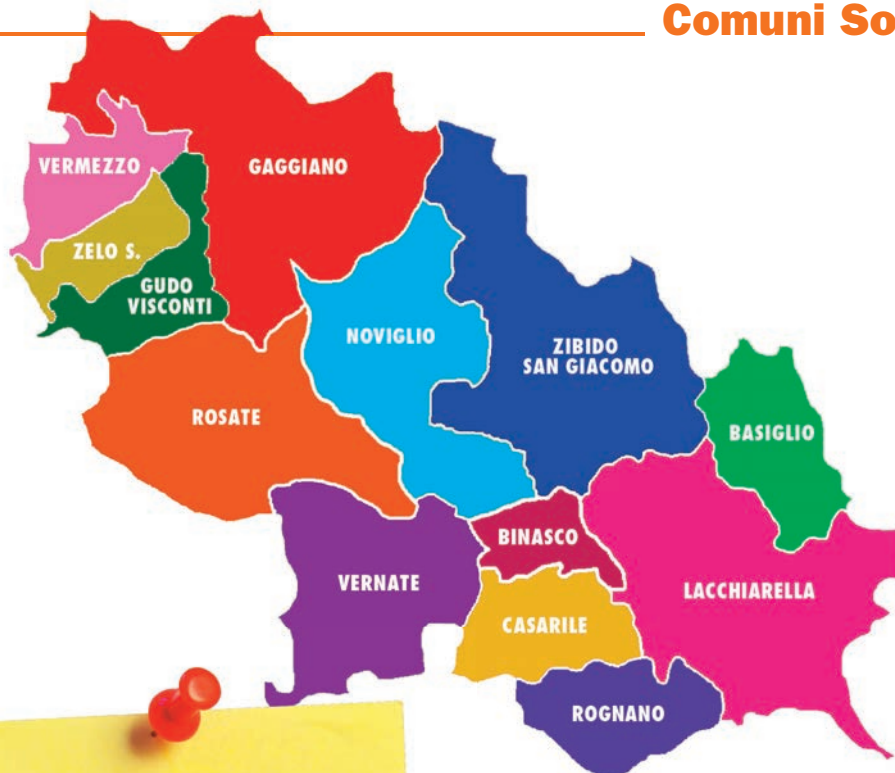 Comuni So
VERMEZZO
GAGGIANO
ZELO S.
GUDO
VISCONTI
NOVIGLIO
ZIBIDO
SAN GIACOMO
ROSATE
BASIGLIO
BINASCO
VERNATE
LACCHIARELLA
CASARILE
ROGNANO